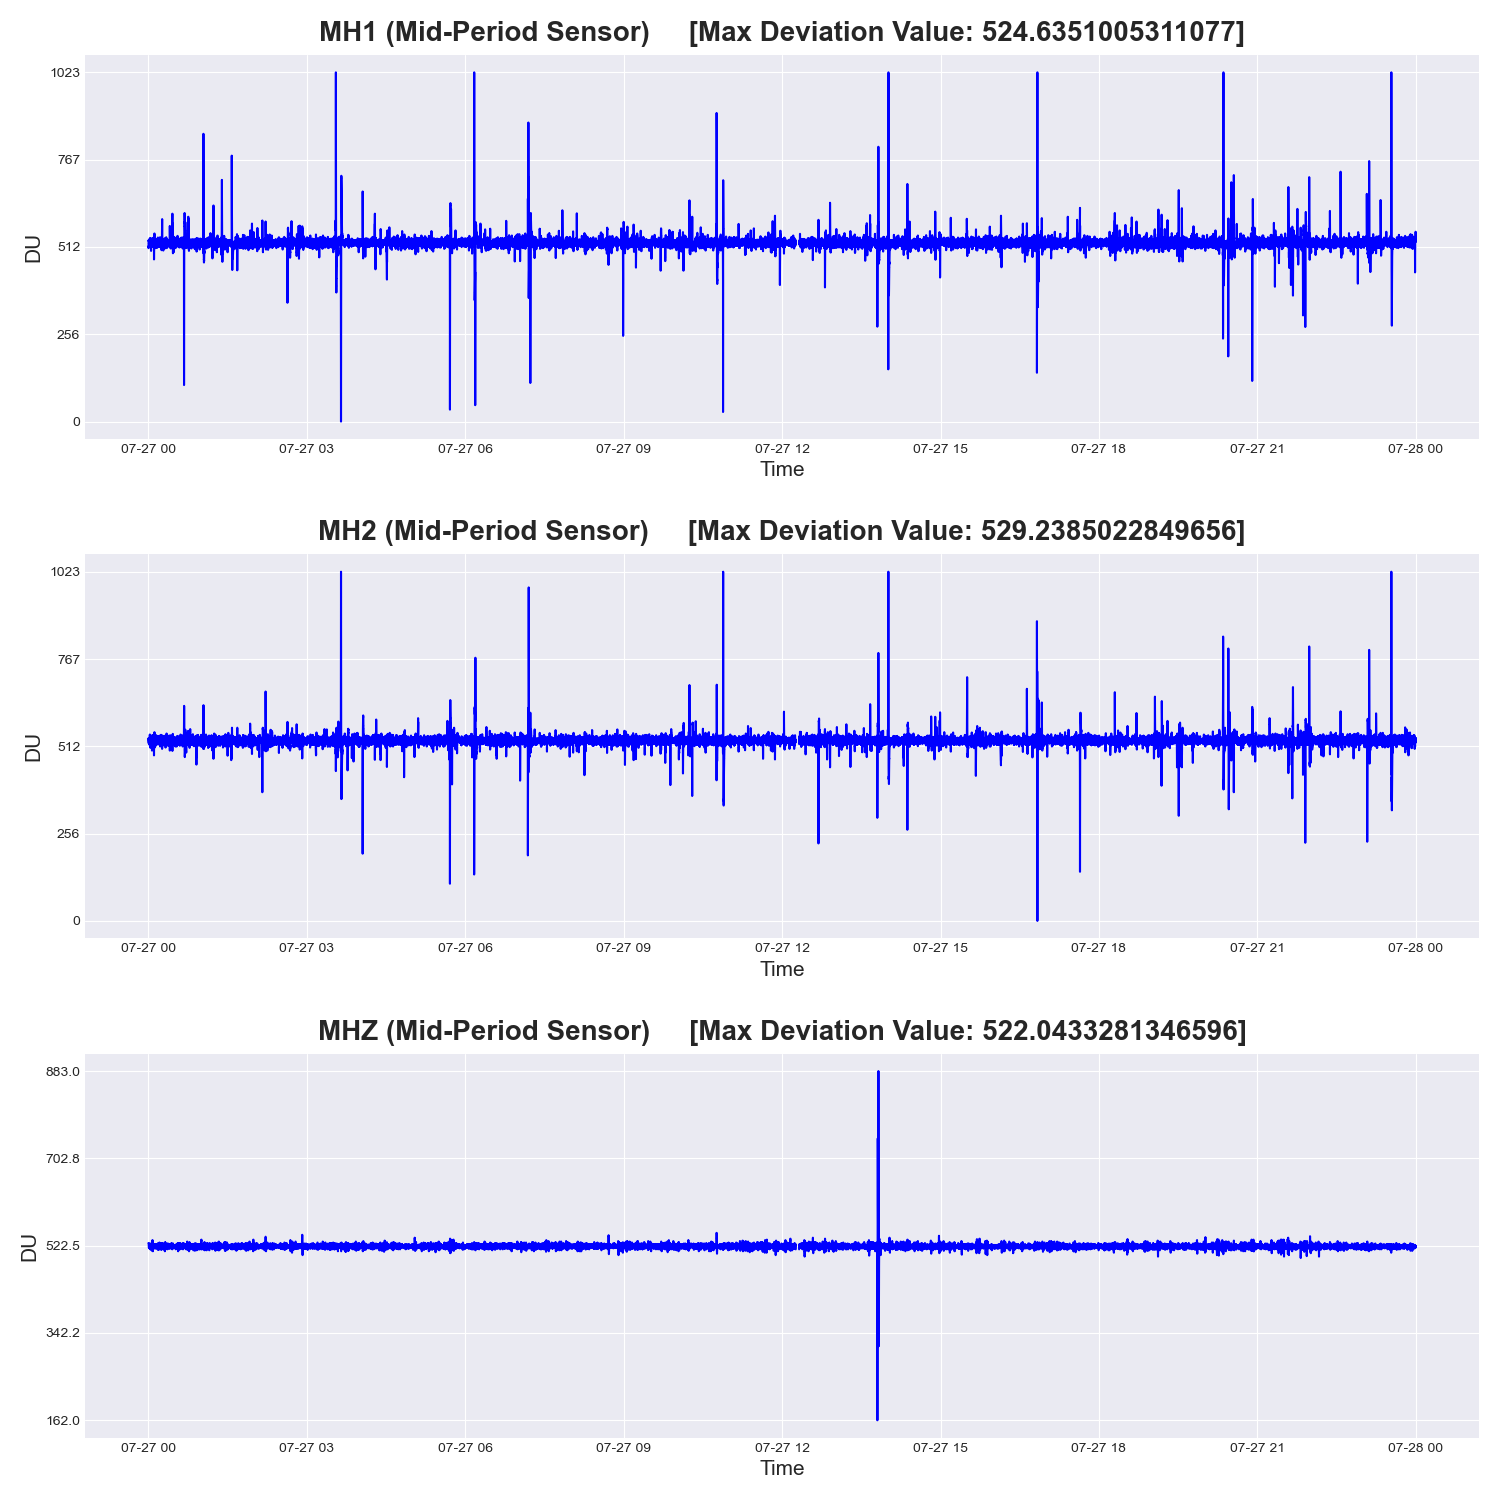 MH1 (Mid-Period Sensor) [Max Deviation Value: 524.6351005311077]
1023
767
512
256
0
DU
07-27 00 07-27 03 07-27 06 07-27 09 07-27 12 07-27 15 07-27 18 07-27 21 07-28 00
Time
MH2 (Mid-Period Sensor) [Max Deviation Value: 529.2385022849656]
1023
767
512
256
0
DU
07-27 00 07-27 03 07-27 06 07-27 09 07-27 12 07-27 15 07-27 18 07-27 21 07-28 00
Time
MHZ (Mid-Period Sensor) [Max Deviation Value: 522.0433281346596]
883.0
702.8
522.5
342.2
162.0
DU
07-27 00 07-27 03 07-27 06 07-27 09 07-27 12 07-27 15 07-27 18 07-27 21 07-28 00
Time